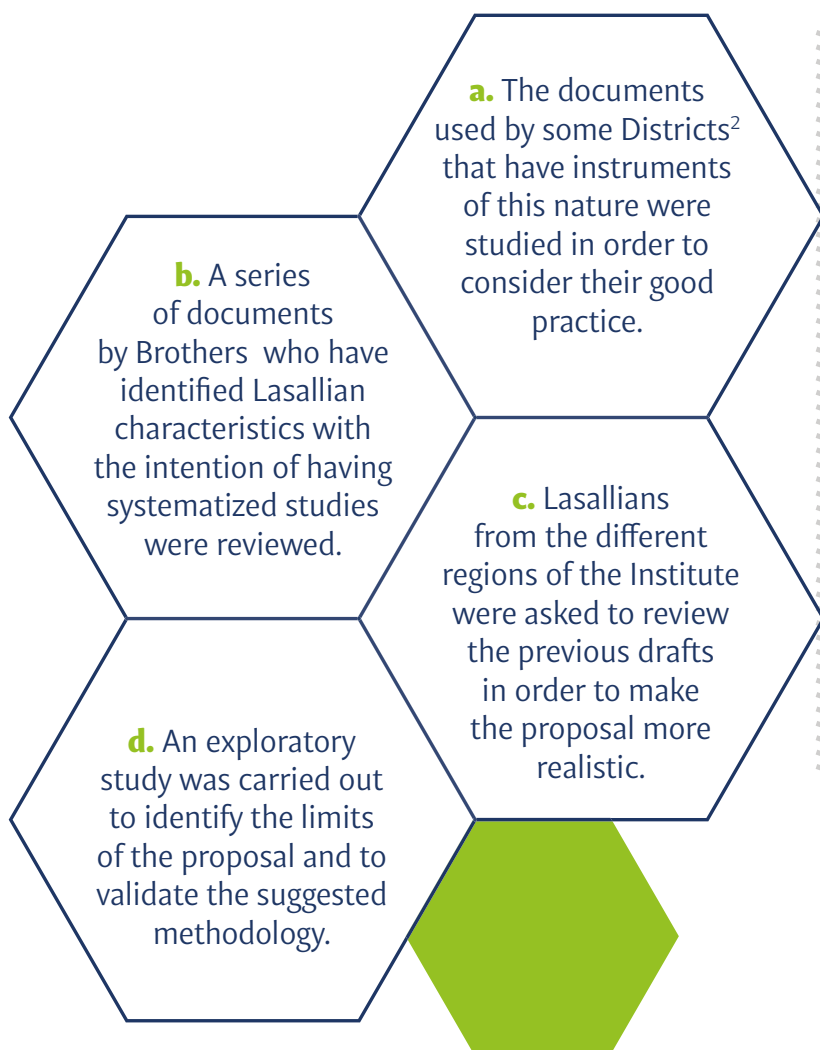 a. The documents
used by some Districts²
that have instruments
of this nature were
studied in order to
consider their good
practice.
b. A series
of documents
by Brothers  who have
identified Lasallian
characteristics with
the intention of having
systematized studies
were reviewed.
c. Lasallians
from the different
regions of the Institute
were asked to review
the previous drafts
in order to make
the proposal more
realistic.
d. An exploratory
study was carried out
to identify the limits
of the proposal and to
validate the suggested
methodology.